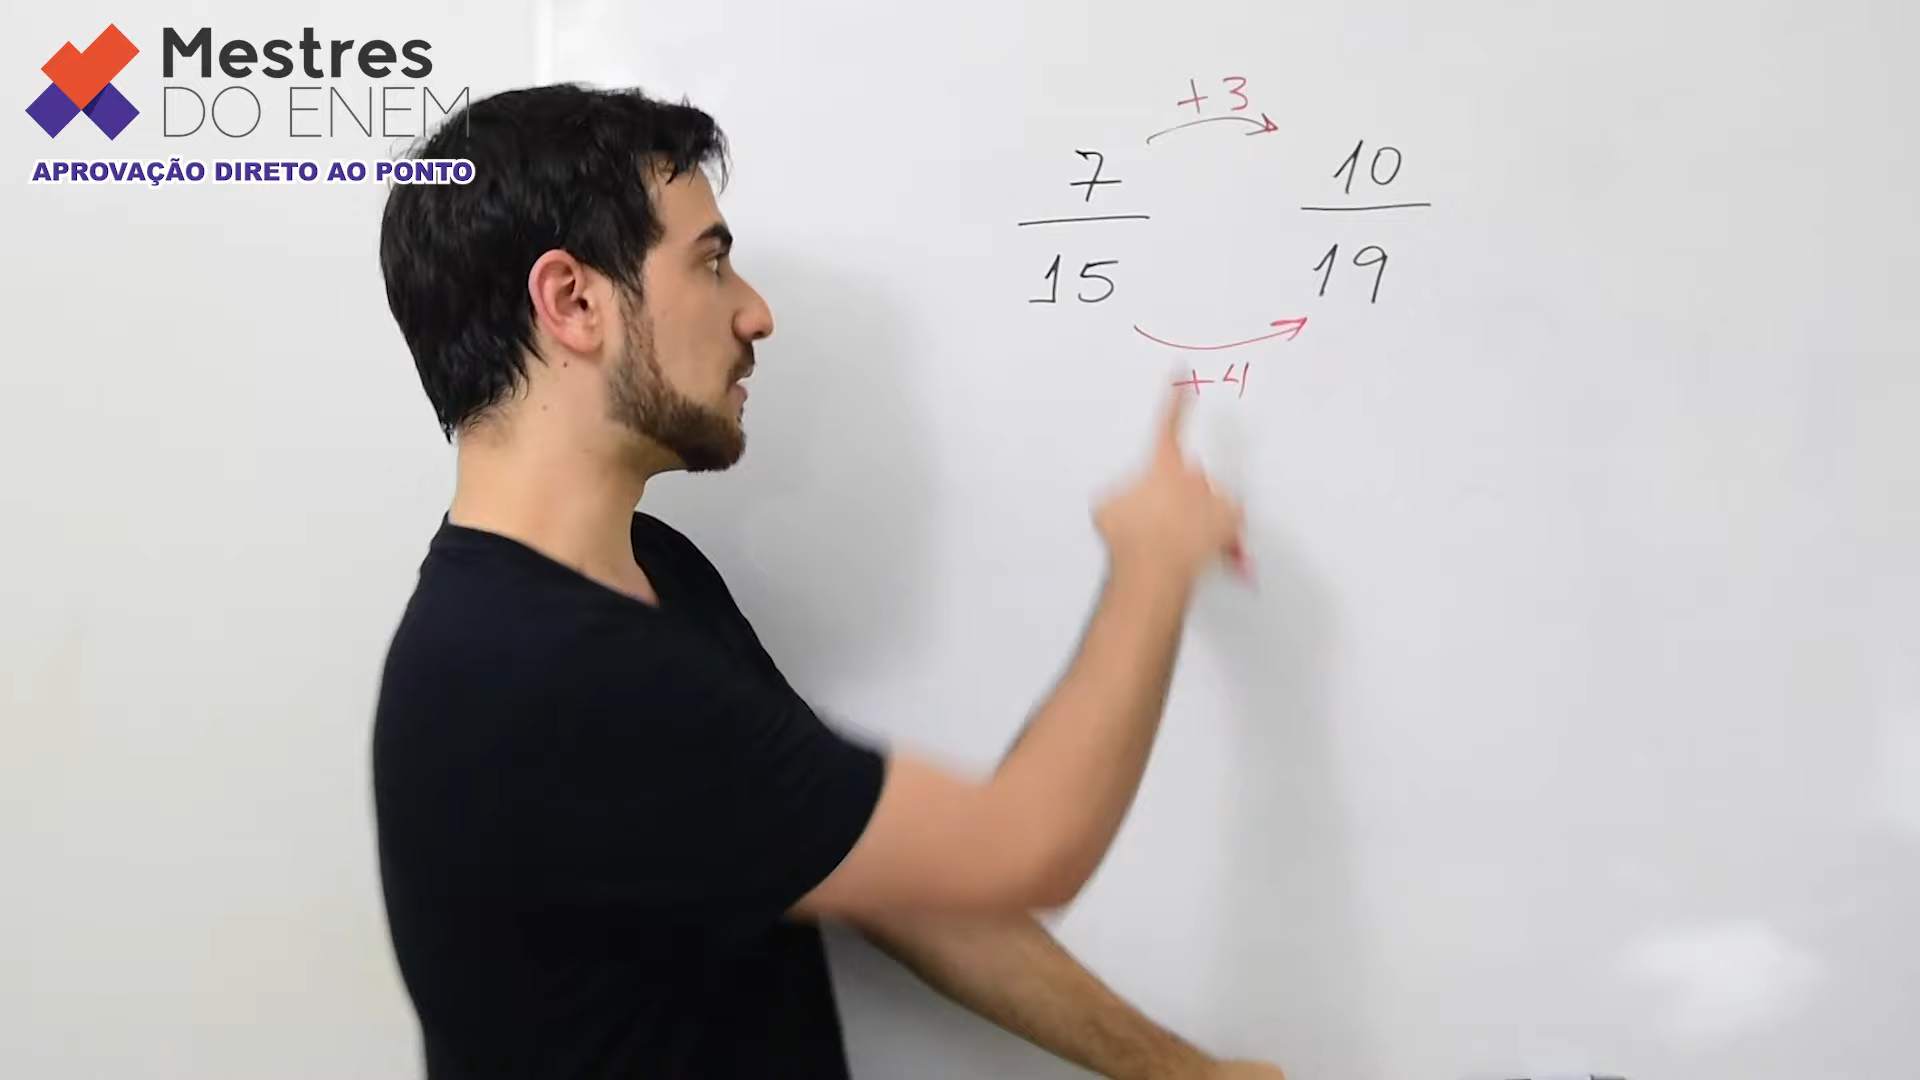 Mestres
DO ENEM
APROVAÇÃO DIRETO AO PONTO
+3
7 10
15 19
+4